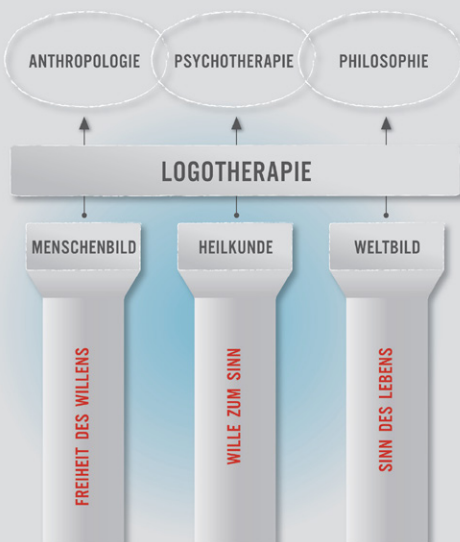 ANTHROPOLOGIE
PSYCHOTHERAPIE
PHILOSOPHIE
LOGOTHERAPIE
MENSCHENBILD
HEILKUNDE
WELTBILD
FREIHEIT DES WILLENS
WILLE ZUM SINN
SINN DES LEBENS